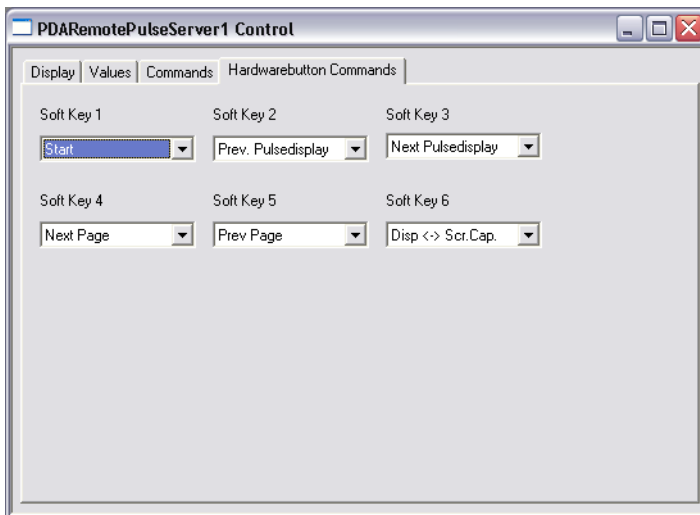 PDARemotePulseServer1 Control
Display Values Commands Hardwarebutton Commands
Soft Key 1 Soft Key 2 Soft Key 3
Start Prev. Pulsedisplay Next Pulsedisplay
Soft Key 4 Soft Key 5 Soft Key 6
Next Page Prev Page Disp <-> Scr.Cap.